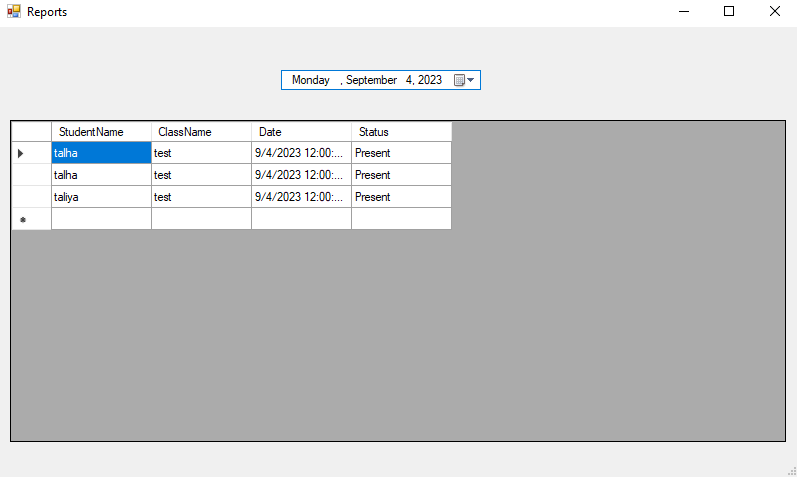 Reports
Monday , September 4, 2023
StudentName ClassName Date Status
talha test 9/4/2023 12:00:... Present
talha test 9/4/2023 12:00:... Present
taliya test 9/4/2023 12:00:... Present